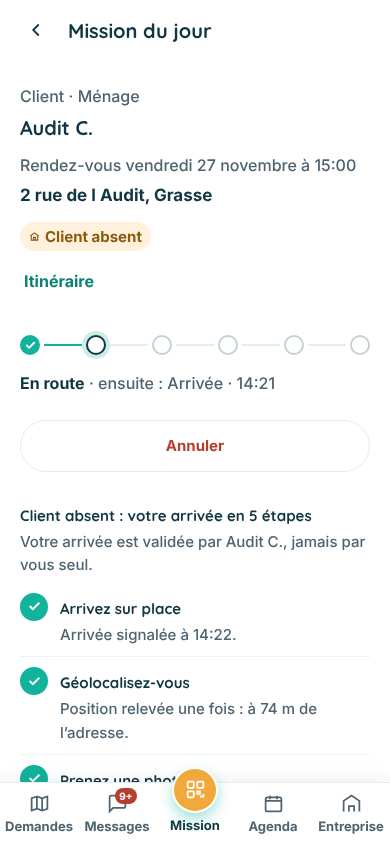 Mission du jour
Client · Ménage
Audit C.
Rendez-vous vendredi 27 novembre à 15:00
2 rue de l Audit, Grasse
Client absent
Itinéraire
En route · ensuite : Arrivée · 14:21
Annuler
Client absent : votre arrivée en 5 étapes
Votre arrivée est validée par Audit C., jamais par
vous seul.
Arrivez sur place
Arrivée signalée à 14:22.
Géolocalisez-vous
Position relevée une fois : à 74 m de
l’adresse.
Prenez une
9+
Demandes Messages Mission Agenda Entreprise